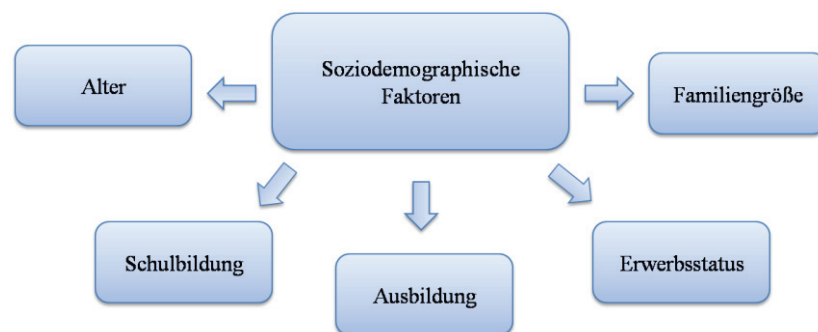 Soziodemographische
Faktoren
Alter
Familiengröße
Schulbildung
Ausbildung
Erwerbsstatus